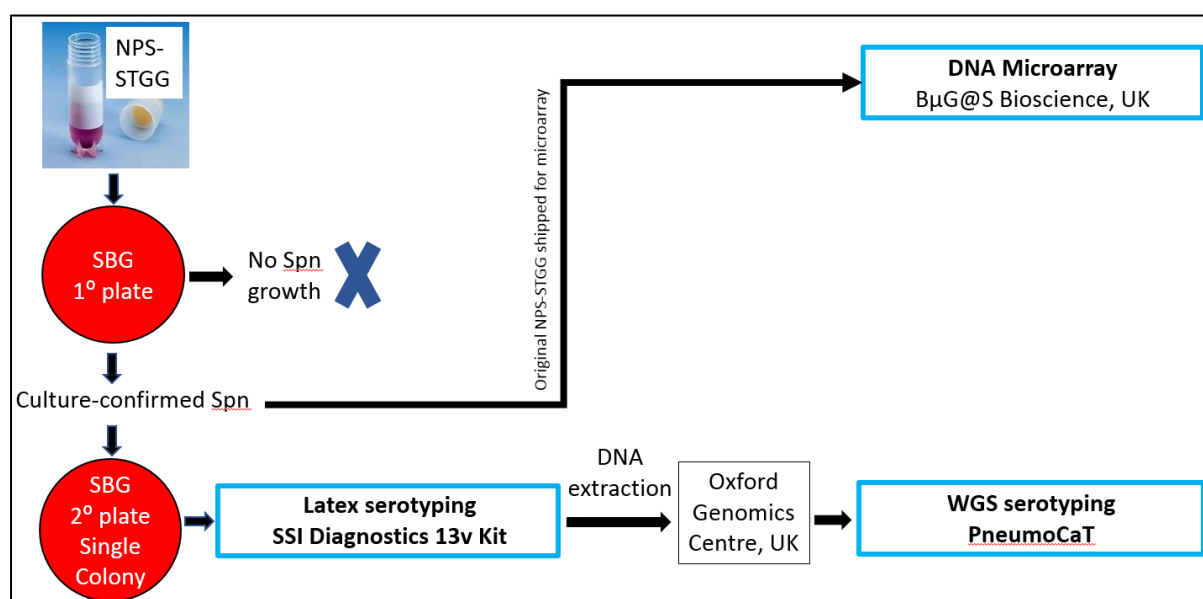 NPS-
STGG
DNA Microarray
BµG@S Bioscience, UK
Original NPS-STGG shipped for microarray
SBG
1⁰ plate
No Spn
growth
Culture-confirmed Spn
SBG
2⁰ plate
Single
Colony
Latex serotyping
SSI Diagnostics 13v Kit
DNA
extraction
Oxford
Genomics
Centre, UK
WGS serotyping
PneumoCaT